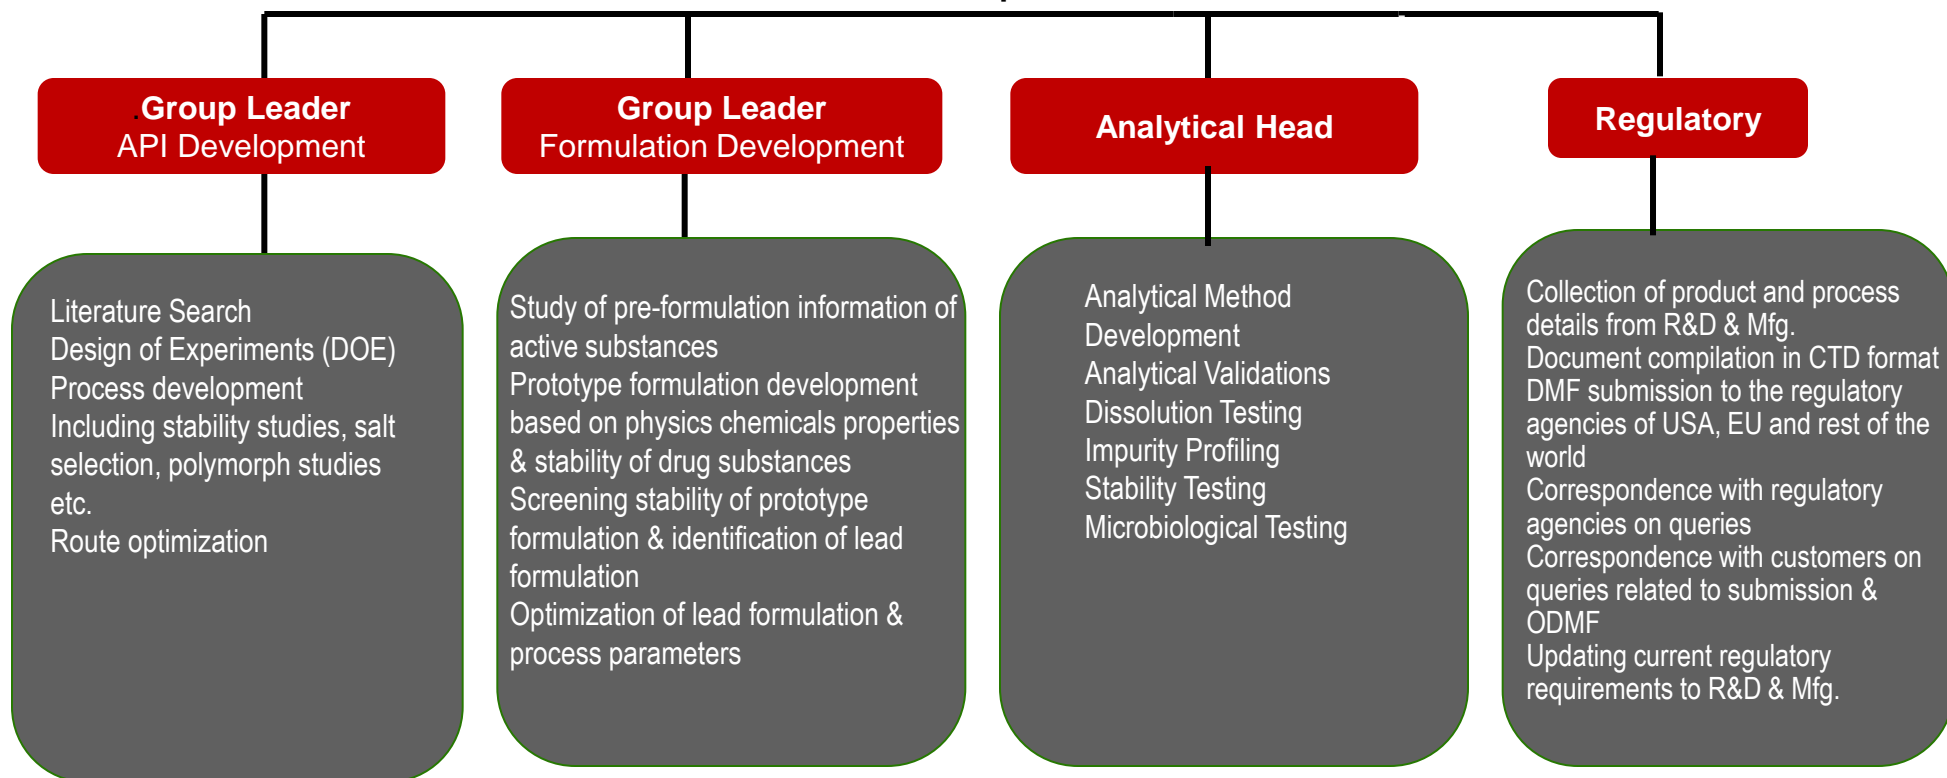 .Group Leader
API Development
Group Leader
Formulation Development
Analytical Head
Regulatory
Literature Search
Design of Experiments (DOE)
Process development
Including stability studies, salt
selection, polymorph studies
etc.
Route optimization
Study of pre-formulation information of
active substances
Prototype formulation development
based on physics chemicals properties
& stability of drug substances
Screening stability of prototype
formulation & identification of lead
formulation
Optimization of lead formulation &
process parameters
Analytical Method
Development
Analytical Validations
Dissolution Testing
Impurity Profiling
Stability Testing
Microbiological Testing
Collection of product and process
details from R&D & Mfg.
Document compilation in CTD format
DMF submission to the regulatory
agencies of USA, EU and rest of the
world
Correspondence with regulatory
agencies on queries
Correspondence with customers on
queries related to submission &
ODMF
Updating current regulatory
requirements to R&D & Mfg.